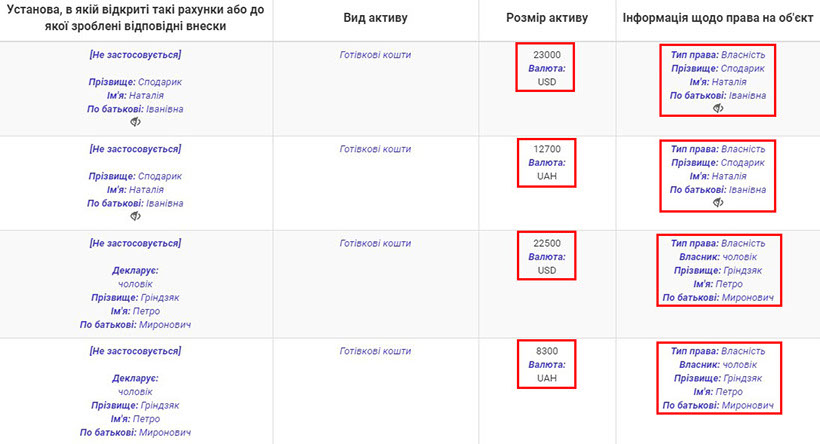 Установа, в якій відкриті такі рахунки або до
якої зроблені відповідні внески
Вид активу
Розмір активу
Інформація щодо права на об'єкт
[Не застосовується]
Прізвище: Сподарик
Ім'я: Наталія
По батькові: Іванівна
Готівкові кошти
23000
Валюта:
USD
Тип права: Власність
Прізвище: Сподарик
Ім'я: Наталія
По батькові: Іванівна
[Не застосовується]
Прізвище: Сподарик
Ім'я: Наталія
По батькові: Іванівна
Готівкові кошти
12700
Валюта:
UAH
Тип права: Власність
Прізвище: Сподарик
Ім'я: Наталія
По батькові: Іванівна
[Не застосовується]
Декларує:
чоловік
Прізвище: Гріндзяк
Ім'я: Петро
По батькові: Миронович
Готівкові кошти
22500
Валюта:
USD
Тип права: Власність
Власник: чоловік
Прізвище: Гріндзяк
Ім'я: Петро
По батькові: Миронович
[Не застосовується]
Декларує:
чоловік
Прізвище: Гріндзяк
Ім'я: Петро
По батькові: Миронович
Готівкові кошти
8300
Валюта:
UAH
Тип права: Власність
Власник: чоловік
Прізвище: Гріндзяк
Ім'я: Петро
По батькові: Миронович